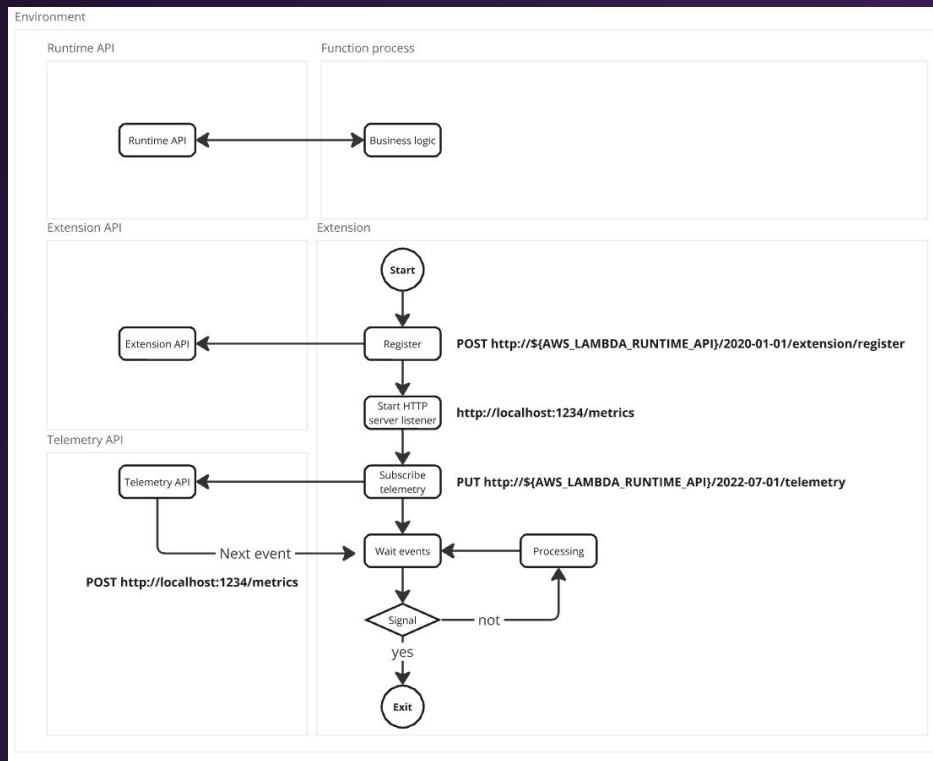 Environment
Runtime API
Function process
Runtime API
Business logic
Extension API
Extension
Start
Extension API
Register
POST http://${AWS_LAMBDA_RUNTIME_API}/2020-01-01/extension/register
Start HTTP
server listener
http://localhost:1234/metrics
Telemetry API
Telemetry API
Subscribe
telemetry
PUT http://${AWS_LAMBDA_RUNTIME_API}/2022-07-01/telemetry
Next event
Wait events
Processing
POST http://localhost:1234/metrics
Signal
not
yes
Exit